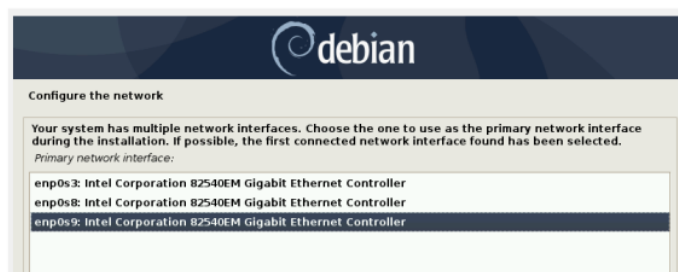 debian
Configure the network
Your system has multiple network interfaces. Choose the one to use as the primary network interface
during the installation. If possible, the first connected network interface found has been selected.
Primary network interface:
enp0s3: Intel Corporation 82540EM Gigabit Ethernet Controller
enp0s8: Intel Corporation 82540EM Gigabit Ethernet Controller
enp0s9: Intel Corporation 82540EM Gigabit Ethernet Controller